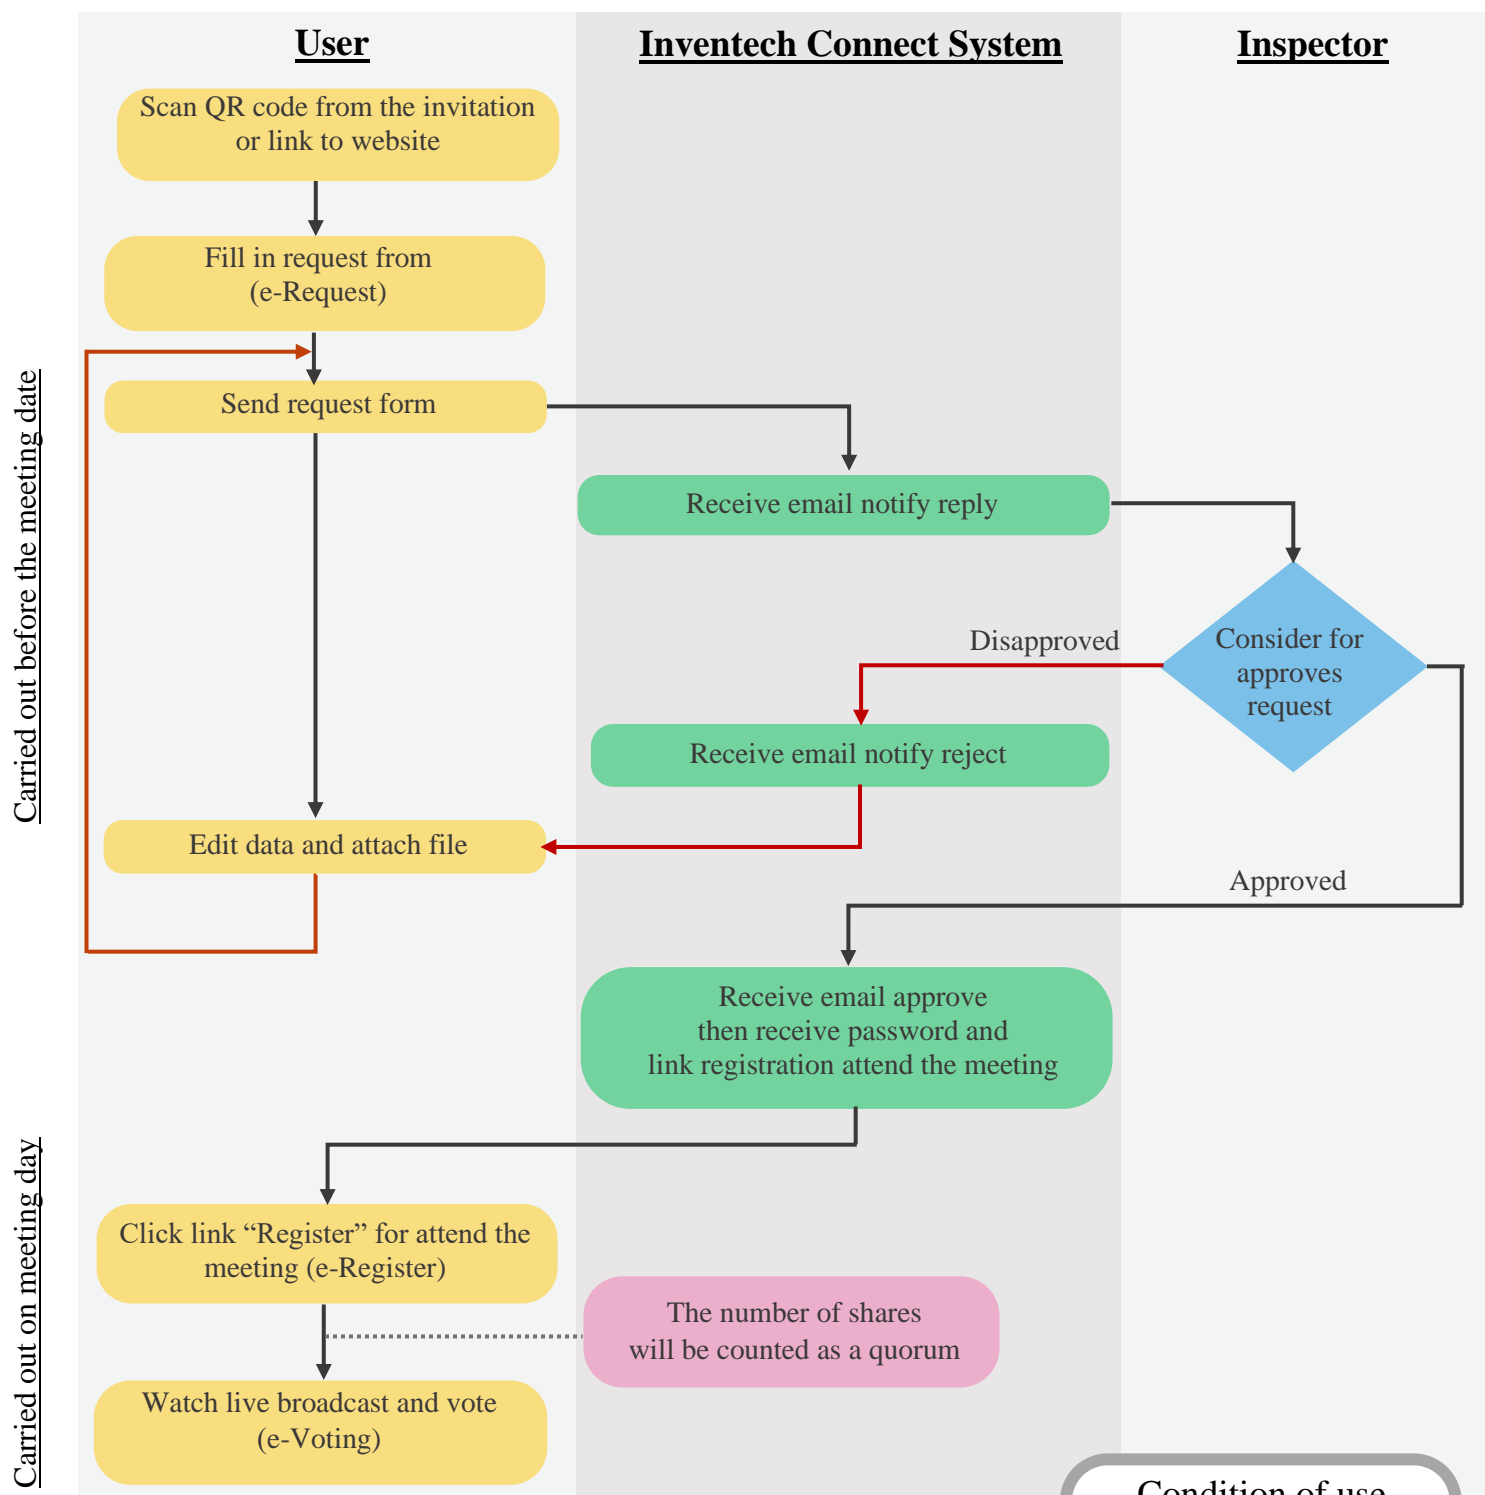 User
Inventech Connect System
Inspector
Scan QR code from the invitation
or link to website
Fill in request from
(e-Request)
Send request form
Receive email notify reply
Carried out before the meeting date
Disapproved
Consider for
approves
request
Receive email notify reject
Edit data and attach file
Approved
Receive email approve
then receive password and
link registration attend the meeting
Carried out on meeting day
Click link “Register” for attend the
meeting (e-Register)
The number of shares
will be counted as a quorum
Watch live broadcast and vote
(e-Voting)
Condition of use